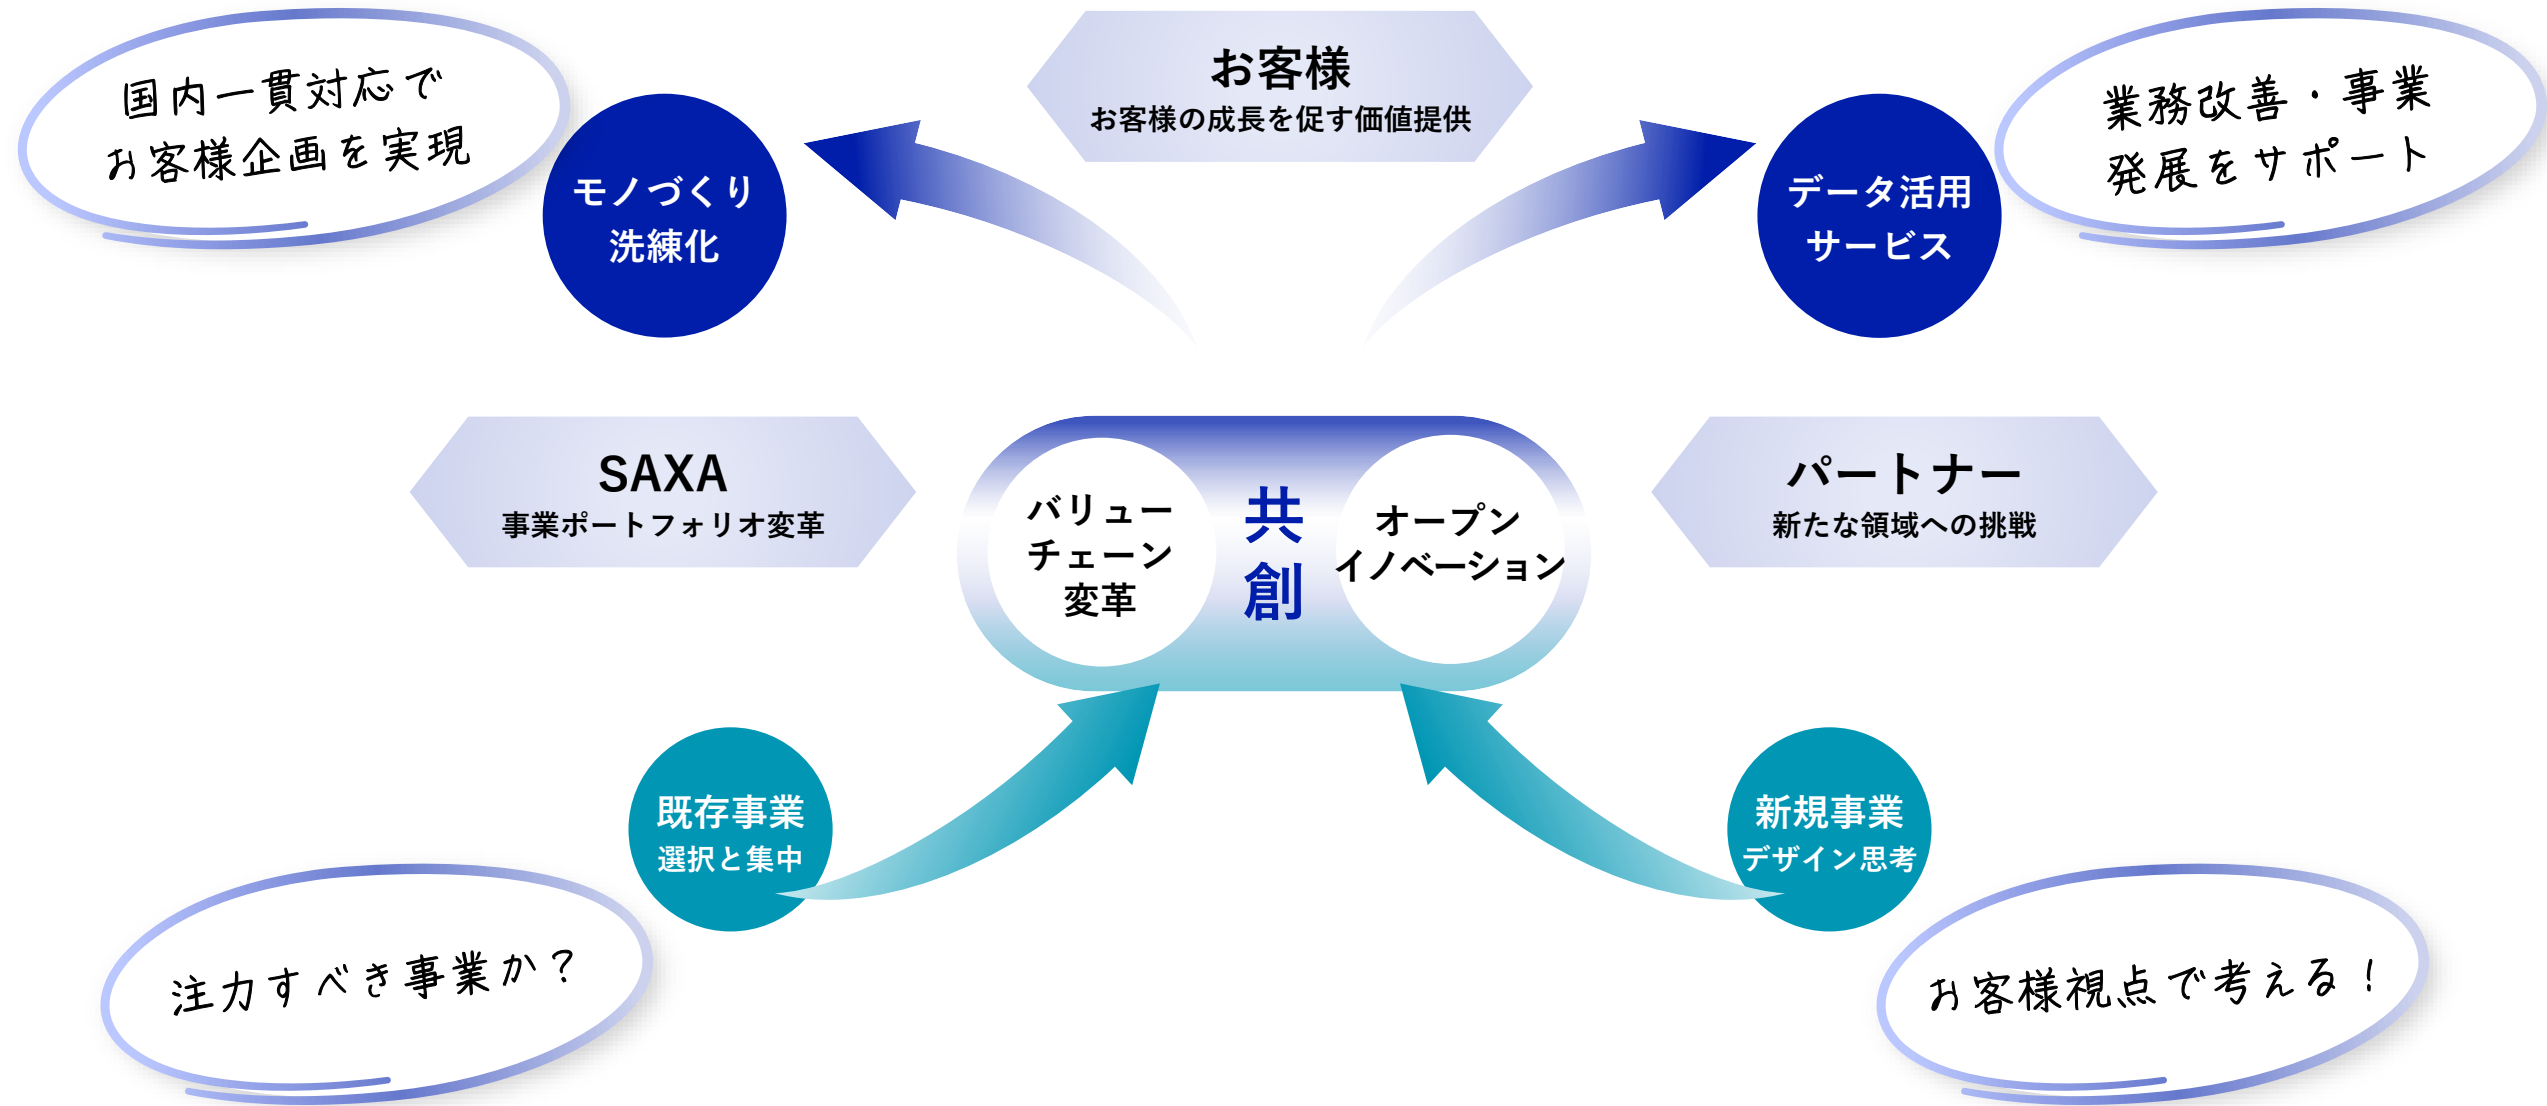 国内一貫対応で
お客様企画を実現
モノづくり
洗練化
お客様
お客様の成長を促す価値提供
データ活用
サービス
業務改善・事業
発展をサポート
SAXA
事業ポートフォリオ変革
バリュー
チェーン
変革
共
創
オープン
イノベーション
パートナー
新たな領域への挑戦
既存事業
選択と集中
新規事業
デザイン思考
注力すべき事業か？
お客様視点で考える！